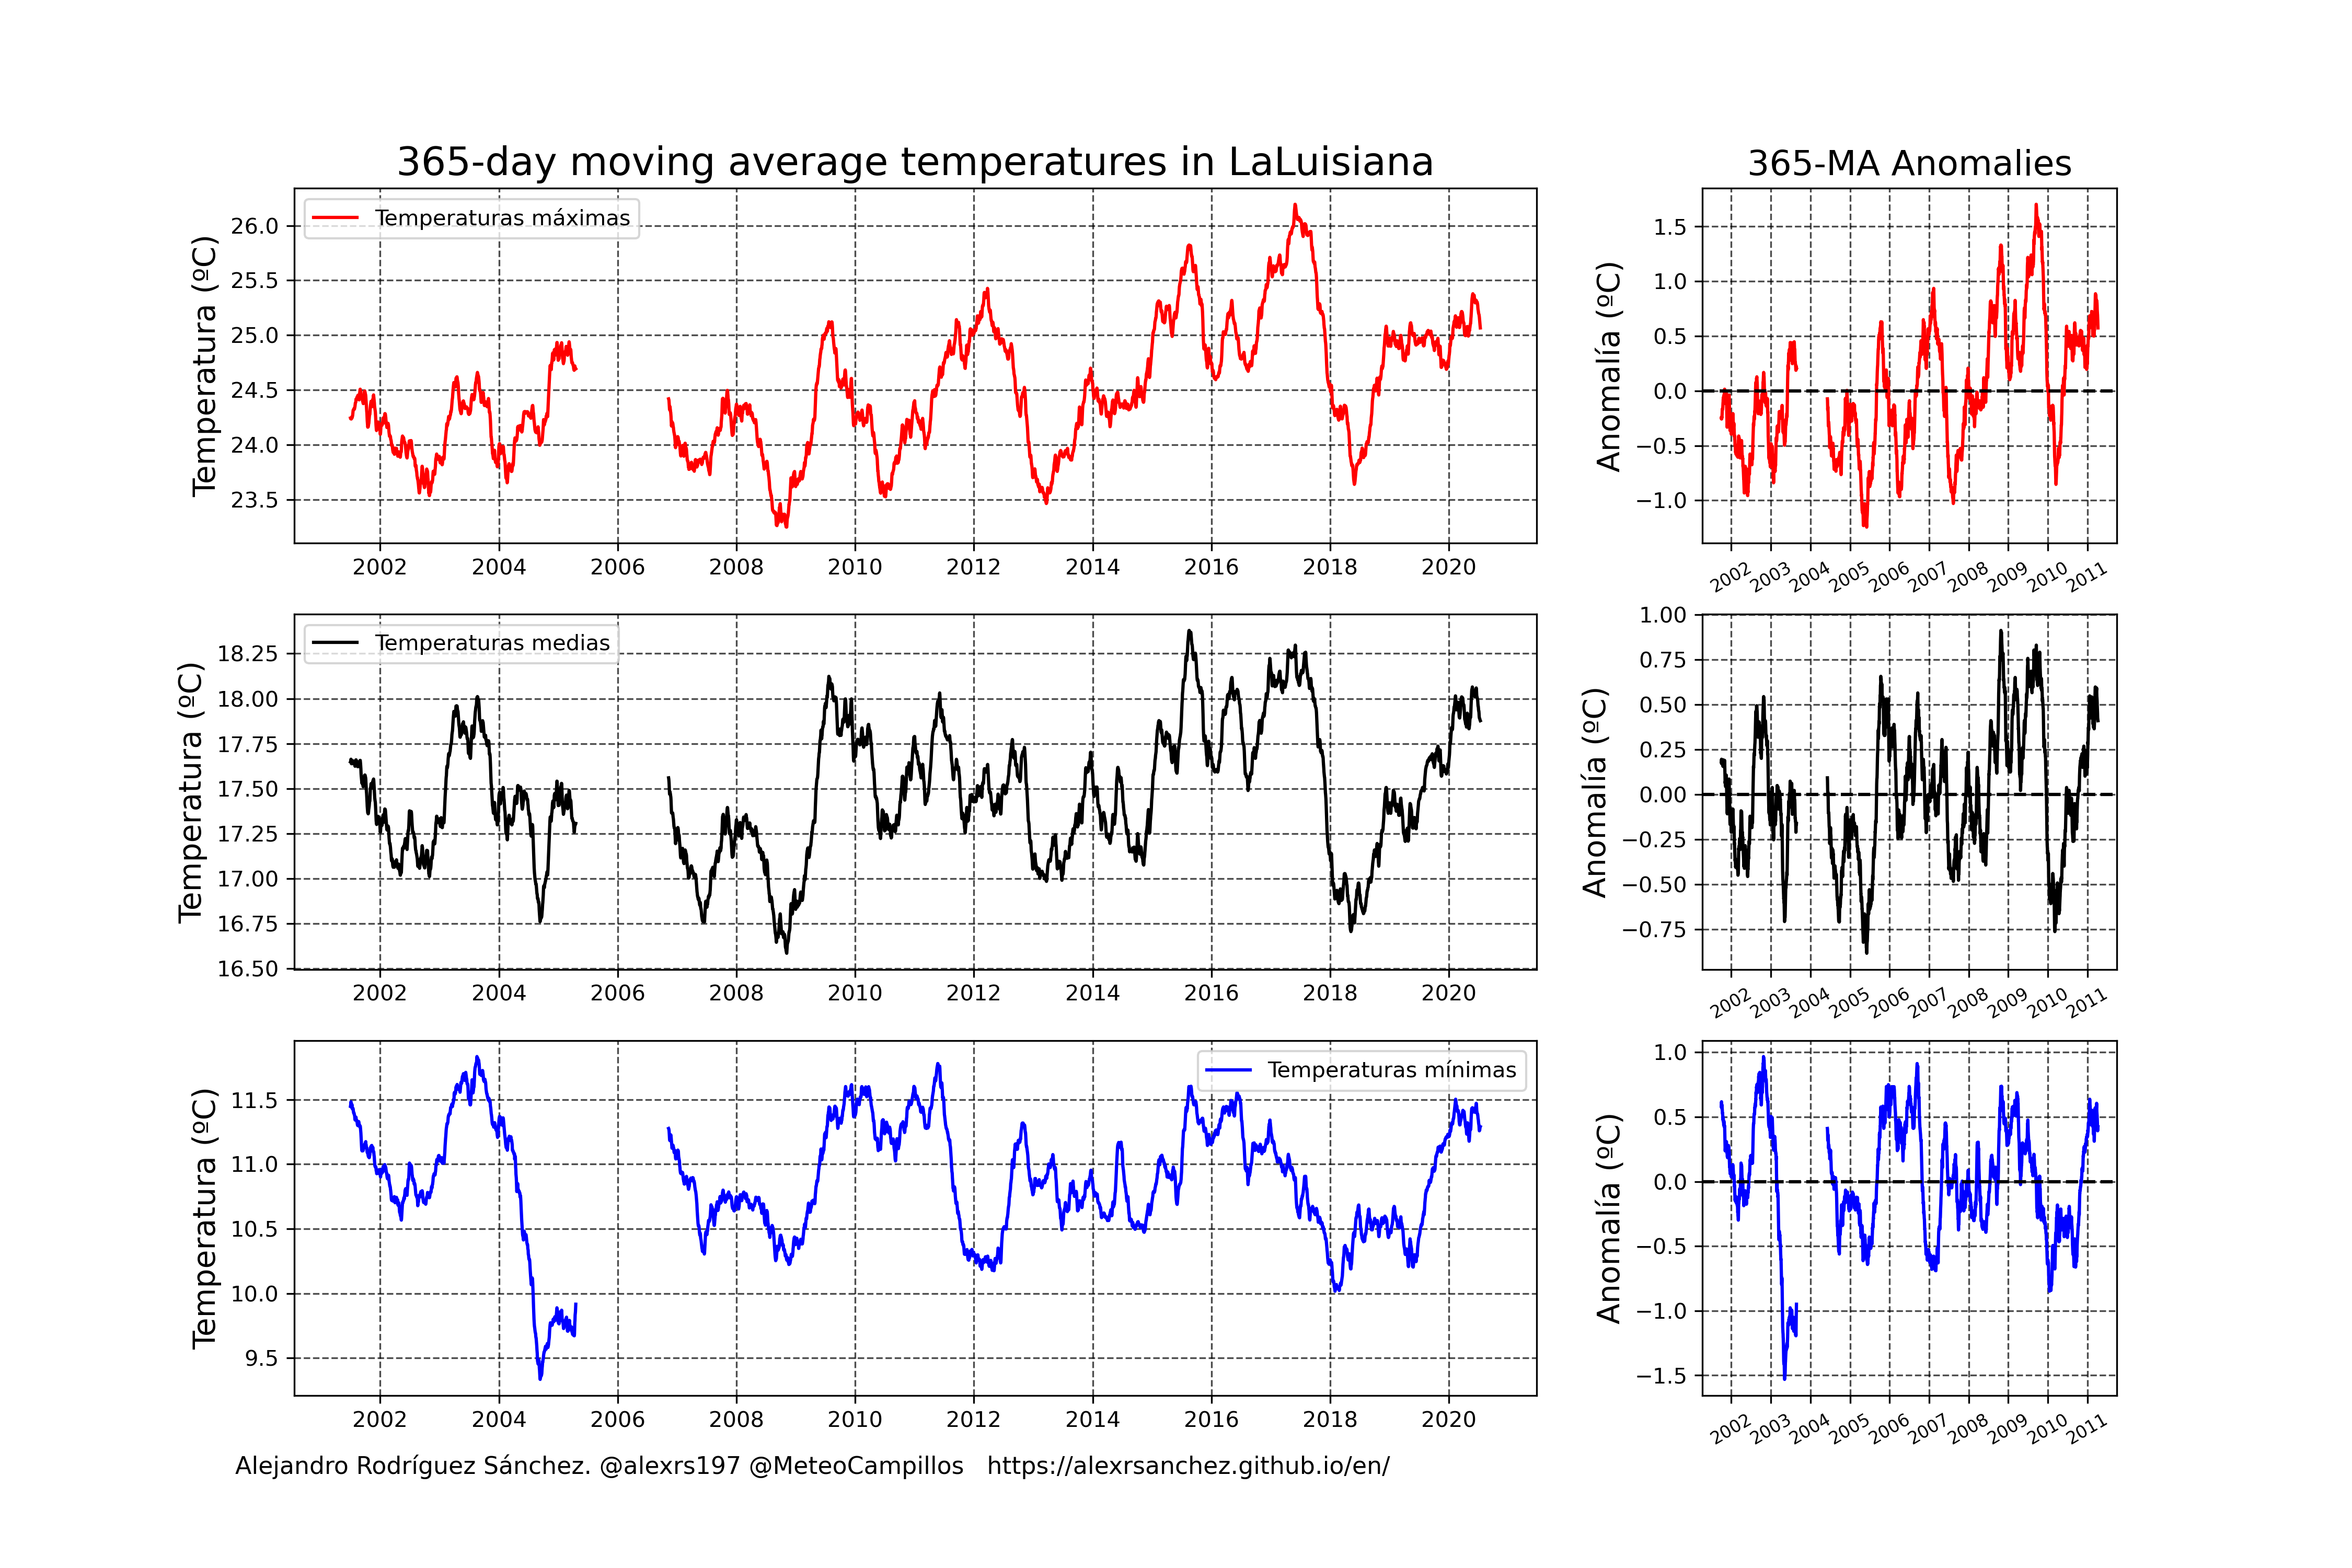 365-day moving average temperatures in LaLuisiana
365-MA Anomalies
Temperaturas máximas
Temperatura (ºC)
26.0
25.5
25.0
24.5
24.0
23.5
2002 2004 2006 2008 2010 2012 2014 2016 2018 2020
Anomalía (ºC)
1.5
1.0
0.5
0.0
−0.5
−1.0
2002 2003 2004 2005 2006 2007 2008 2009 2010 2011
Temperaturas medias
Temperatura (ºC)
18.25
18.00
17.75
17.50
17.25
17.00
16.75
16.50
2002 2004 2006 2008 2010 2012 2014 2016 2018 2020
Anomalía (ºC)
1.00
0.75
0.50
0.25
0.00
−0.25
−0.50
−0.75
2002 2003 2004 2005 2006 2007 2008 2009 2010 2011
Temperaturas mínimas
Temperatura (ºC)
11.5
11.0
10.5
10.0
9.5
2002 2004 2006 2008 2010 2012 2014 2016 2018 2020
Anomalía (ºC)
1.0
0.5
0.0
−0.5
−1.0
−1.5
2002 2003 2004 2005 2006 2007 2008 2009 2010 2011
Alejandro Rodríguez Sánchez. @alexrs197 @MeteoCampillos https://alexrsanchez.github.io/en/